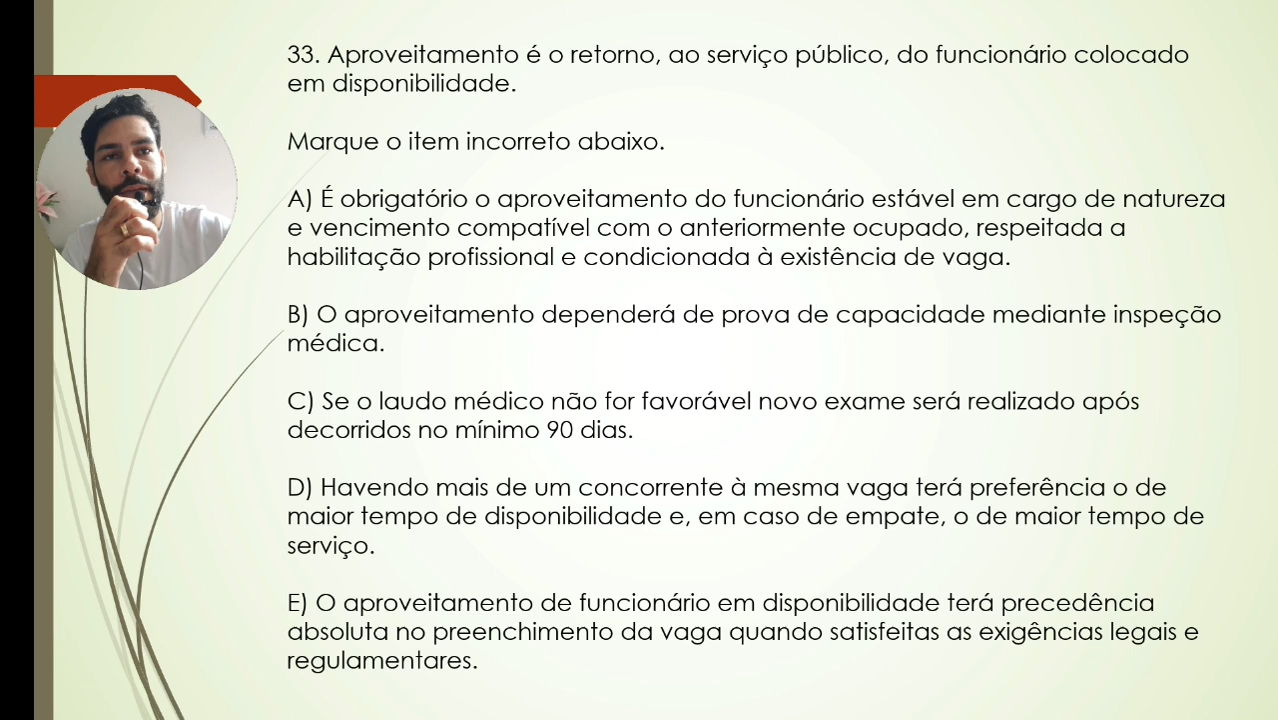 33. Aproveitamento é o retorno, ao serviço público, do funcionário colocado
em disponibilidade.
Marque o item incorreto abaixo.
A) É obrigatório o aproveitamento do funcionário estável em cargo de natureza
e vencimento compatível com o anteriormente ocupado, respeitada a
habilitação profissional e condicionada à existência de vaga.
B) O aproveitamento dependerá de prova de capacidade mediante inspeção
médica.
C) Se o laudo médico não for favorável novo exame será realizado após
decorridos no mínimo 90 dias.
D) Havendo mais de um concorrente à mesma vaga terá preferência o de
maior tempo de disponibilidade e, em caso de empate, o de maior tempo de
serviço.
E) O aproveitamento de funcionário em disponibilidade terá precedência
absoluta no preenchimento da vaga quando satisfeitas as exigências legais e
regulamentares.